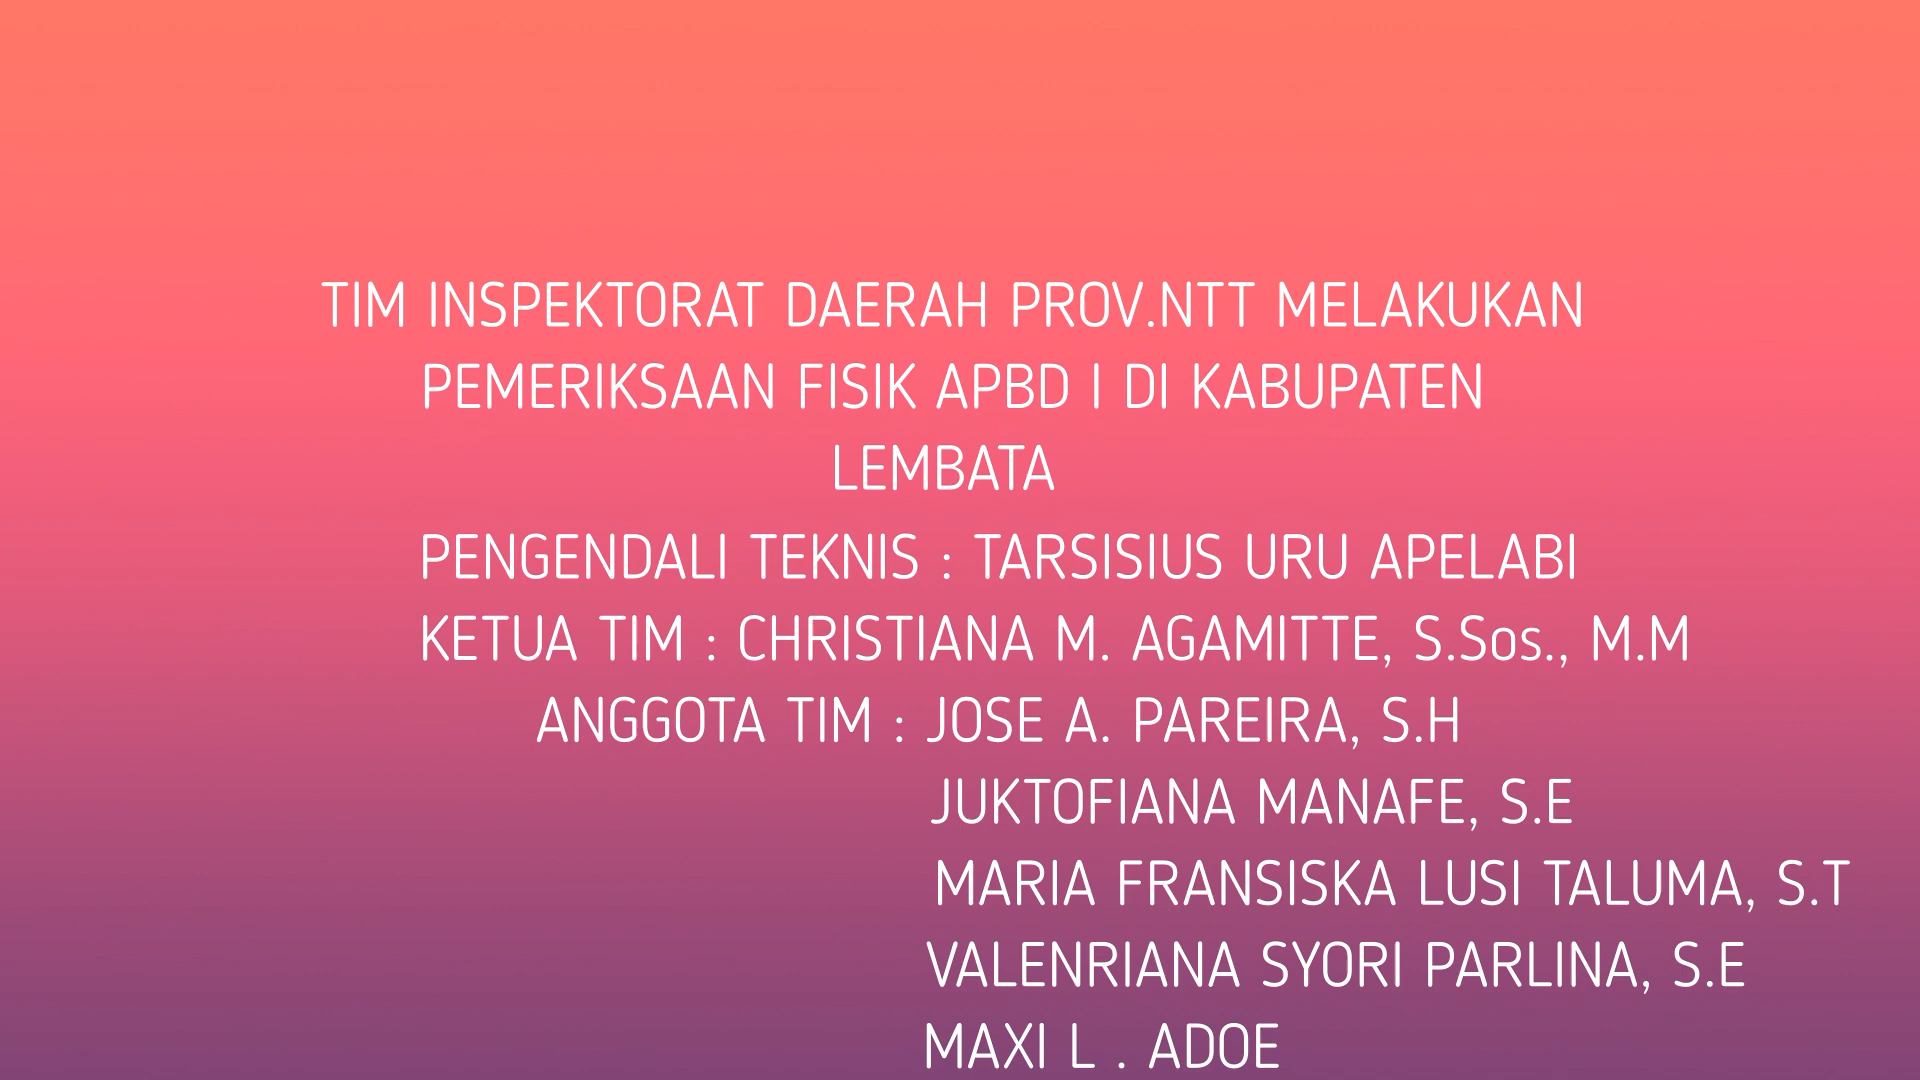 TIM INSPEKTORAT DAERAH PROV.NTT MELAKUKAN
PEMERIKSAAN FISIK APBD I DI KABUPATEN
LEMBATA
PENGENDALI TEKNIS : TARSISIUS URU APELABI
KETUA TIM : CHRISTIANA M. AGAMITTE, S.Sos., M.M
ANGGOTA TIM : JOSE A. PAREIRA, S.H
JUKTOFIANA MANAFE, S.E
MARIA FRANSISKA LUSI TALUMA, S.T
VALENRIANA SYORI PARLINA, S.E
MAXI L . ADOE